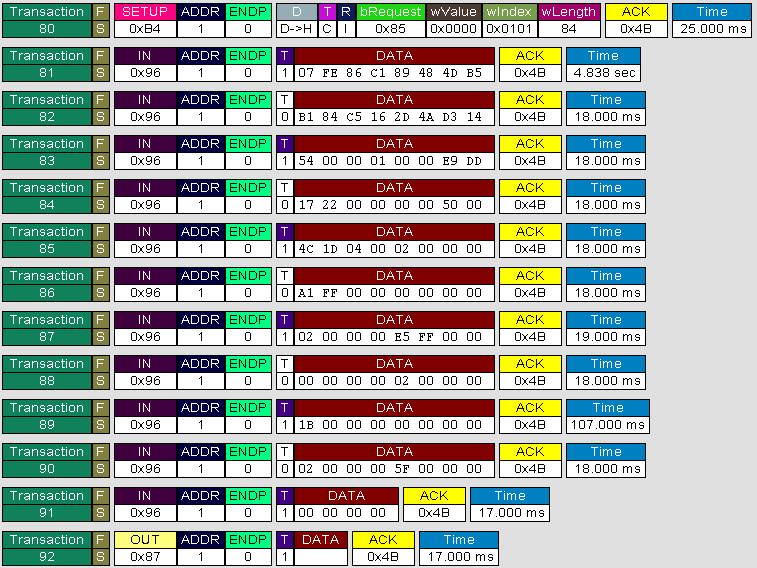 Transaction F SETUP ADDR ENDP D T R bRequest wValue wIndex wLength ACK Time
80 S 0xB4 1 0 D->H C I 0x85 0x0000 0x0101 84 0x4B 25.000 ms
Transaction F IN ADDR ENDP T DATA ACK Time
81 S 0x96 1 0 1 07 FE 86 C1 89 48 4D B5 0x4B 4.838 sec
Transaction F IN ADDR ENDP T DATA ACK Time
82 S 0x96 1 0 0 B1 84 C5 16 2D 4A D3 14 0x4B 18.000 ms
Transaction F IN ADDR ENDP T DATA ACK Time
83 S 0x96 1 0 1 54 00 00 01 00 00 E9 DD 0x4B 18.000 ms
Transaction F IN ADDR ENDP T DATA ACK Time
84 S 0x96 1 0 0 17 22 00 00 00 00 50 00 0x4B 18.000 ms
Transaction F IN ADDR ENDP T DATA ACK Time
85 S 0x96 1 0 1 4C 1D 04 00 02 00 00 00 0x4B 18.000 ms
Transaction F IN ADDR ENDP T DATA ACK Time
86 S 0x96 1 0 0 A1 FF 00 00 00 00 00 00 0x4B 18.000 ms
Transaction F IN ADDR ENDP T DATA ACK Time
87 S 0x96 1 0 1 02 00 00 00 E5 FF 00 00 0x4B 19.000 ms
Transaction F IN ADDR ENDP T DATA ACK Time
88 S 0x96 1 0 0 00 00 00 00 02 00 00 00 0x4B 18.000 ms
Transaction F IN ADDR ENDP T DATA ACK Time
89 S 0x96 1 0 1 1B 00 00 00 00 00 00 00 0x4B 107.000 ms
Transaction F IN ADDR ENDP T DATA ACK Time
90 S 0x96 1 0 0 02 00 00 00 5F 00 00 00 0x4B 18.000 ms
Transaction F IN ADDR ENDP T DATA ACK Time
91 S 0x96 1 0 1 00 00 00 00 0x4B 17.000 ms
Transaction F OUT ADDR ENDP T DATA ACK Time
92 S 0x87 1 0 1 0x4B 17.000 ms